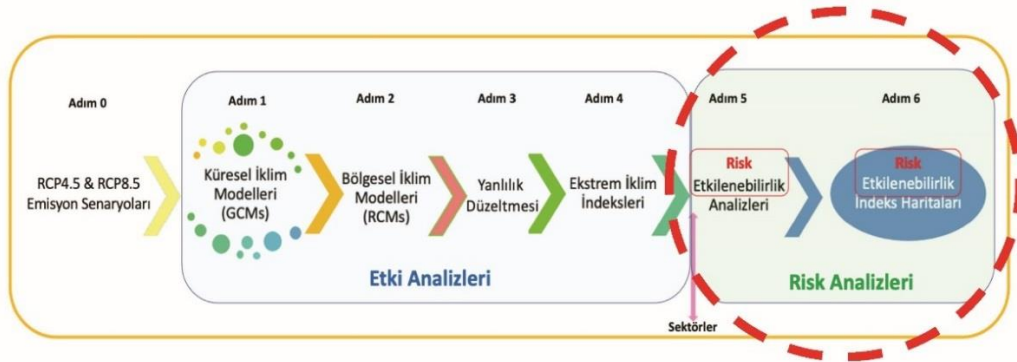 Adım 0
RCP4.5 & RCP8.5
Emisyon Senaryoları
Adım 1
Küresel İklim
Modelleri
(GCMs)
Adım 2
Bölgesel İklim
Modelleri
(RCMs)
Adım 3
Yanlılık
Düzeltmesi
Adım 4
Ekstrem İklim
İndeksleri
Etki Analizleri
Adım 5
Risk
Etkilenebilirlik
Analizleri
Adım 6
Risk
Etkilenebilirlik
İndeks Haritaları
Risk Analizleri
Sektörler